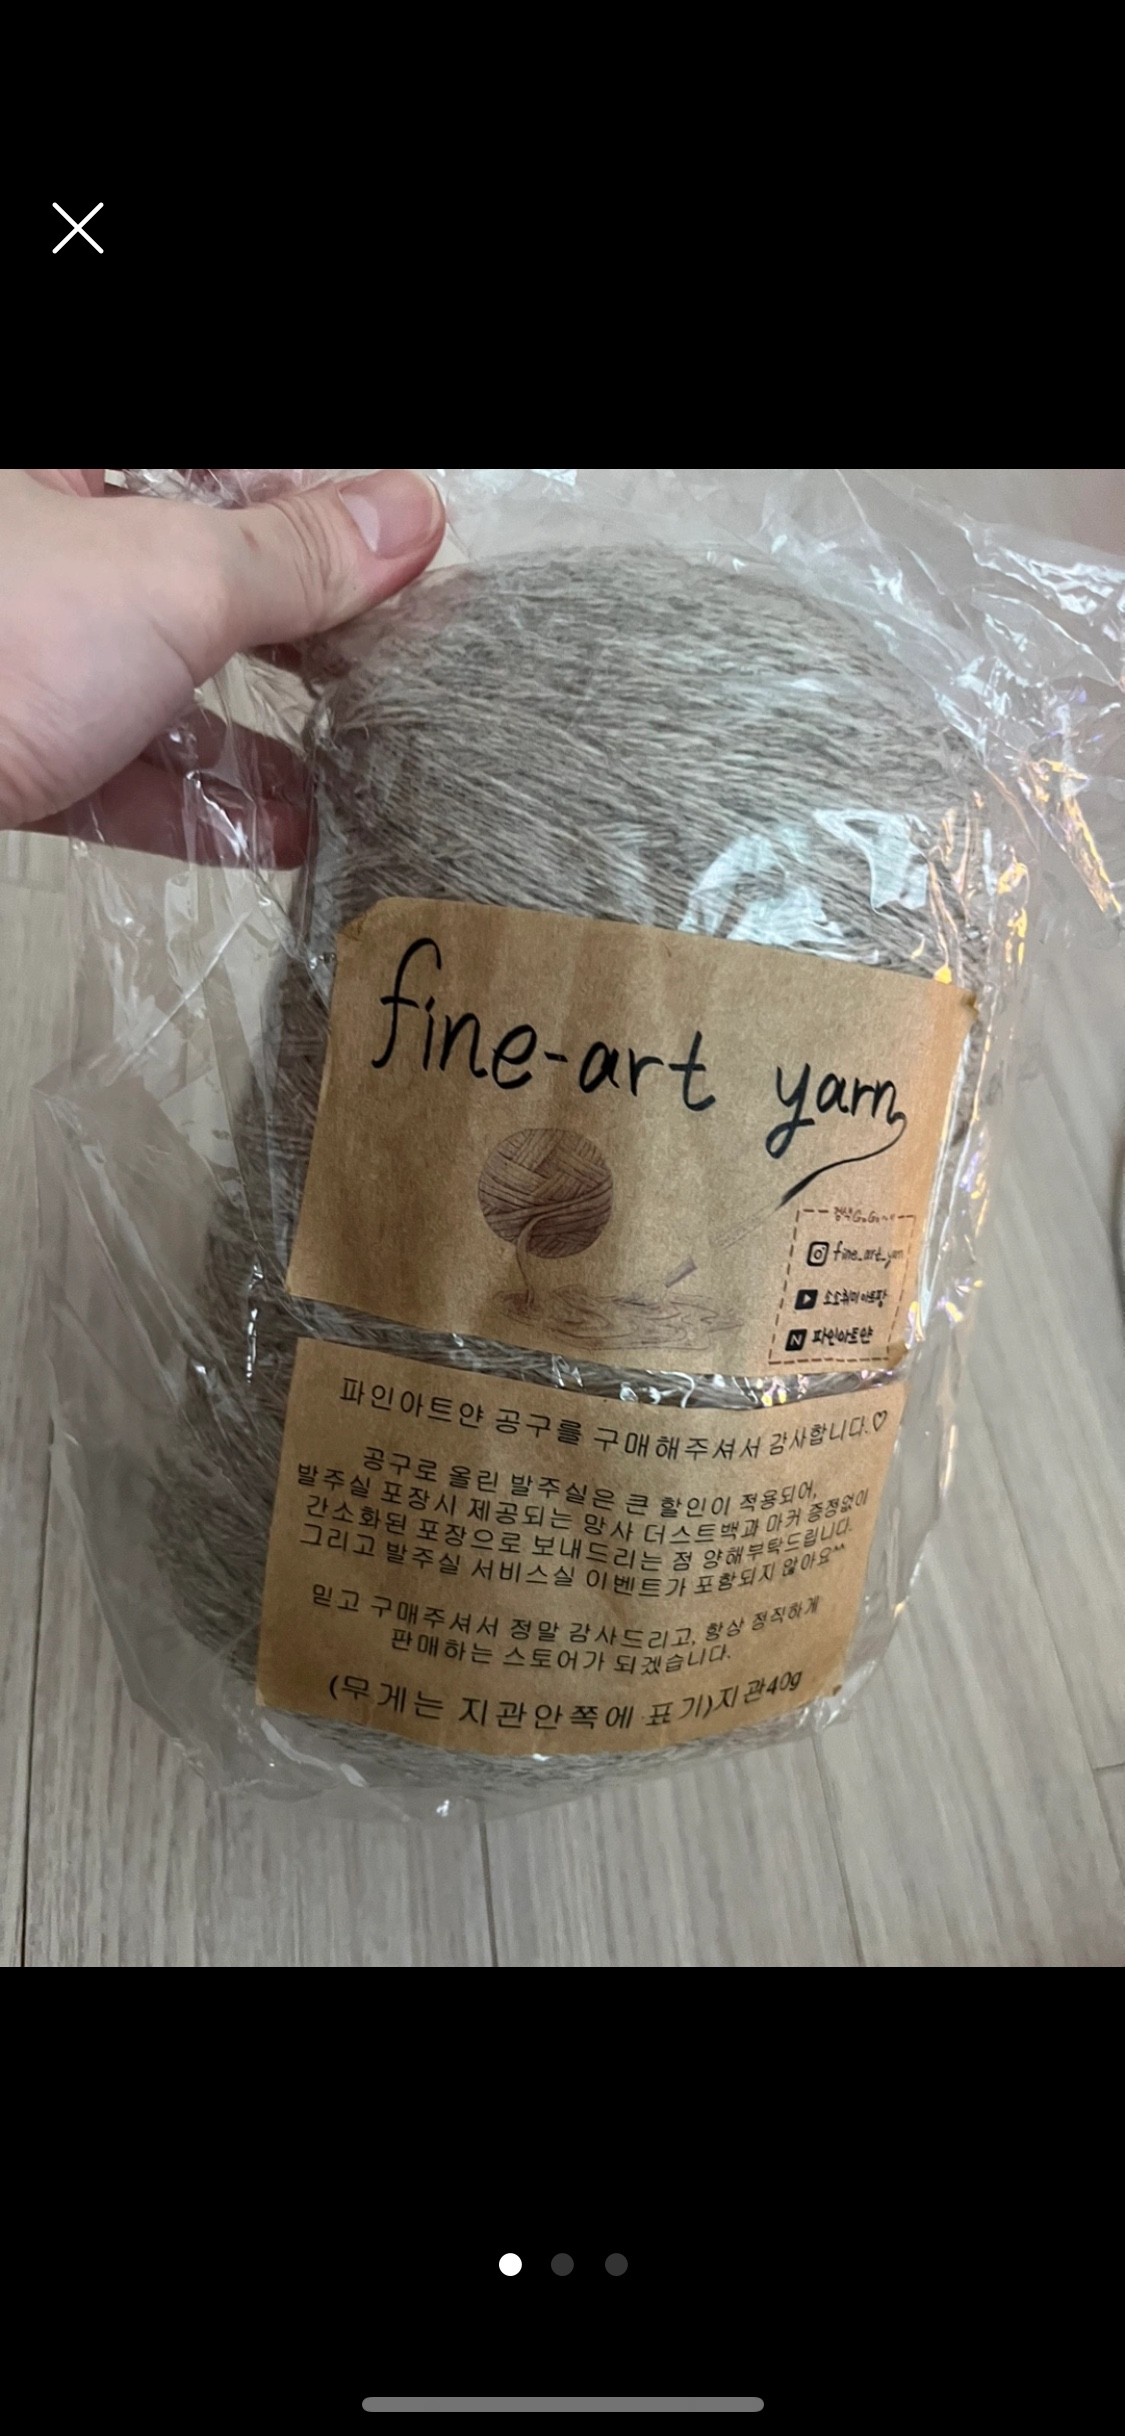 fine-art yarn
fine_art_yarn
소소취미 아트팡
파인아트얀
파인아트얀 공구를 구매해주셔서 감사합니다.♡
공구로 올린 발주실은 큰 할인이 적용되어,
발주실 포장시 제공되는 망사 더스트백과 마커 증정없이
간소화된 포장으로 보내드리는 점 양해부탁드립니다.
그리고 발주실 서비스실 이벤트가 포함되지 않아요^^
믿고 구매주셔서 정말 감사드리고, 항상 정직하게
판매하는 스토어가 되겠습니다.
(무게는 지관안쪽에 표기)지관40g